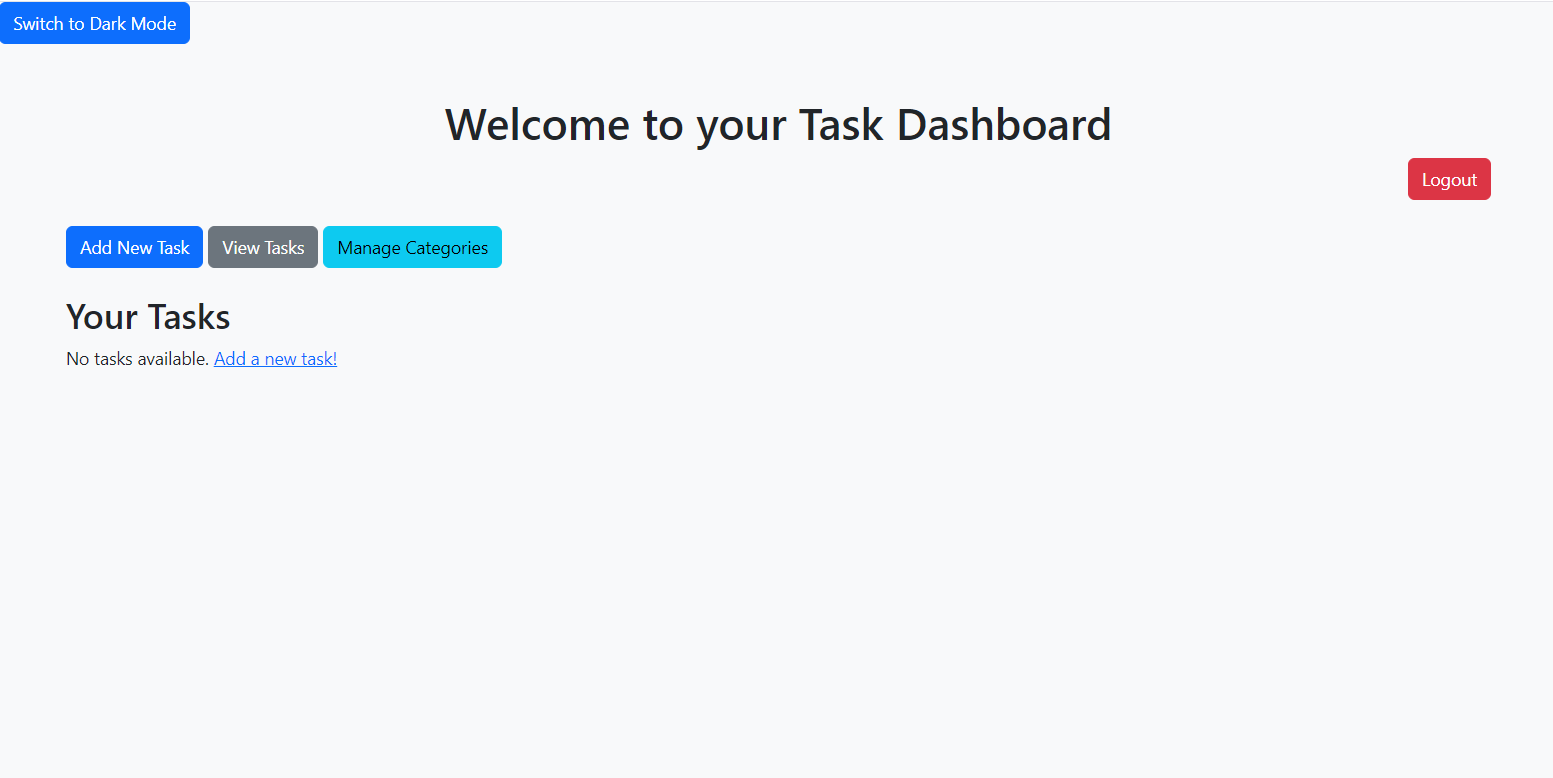 Switch to Dark Mode
Welcome to your Task Dashboard
Logout
Add New Task View Tasks Manage Categories
Your Tasks
No tasks available. Add a new task!